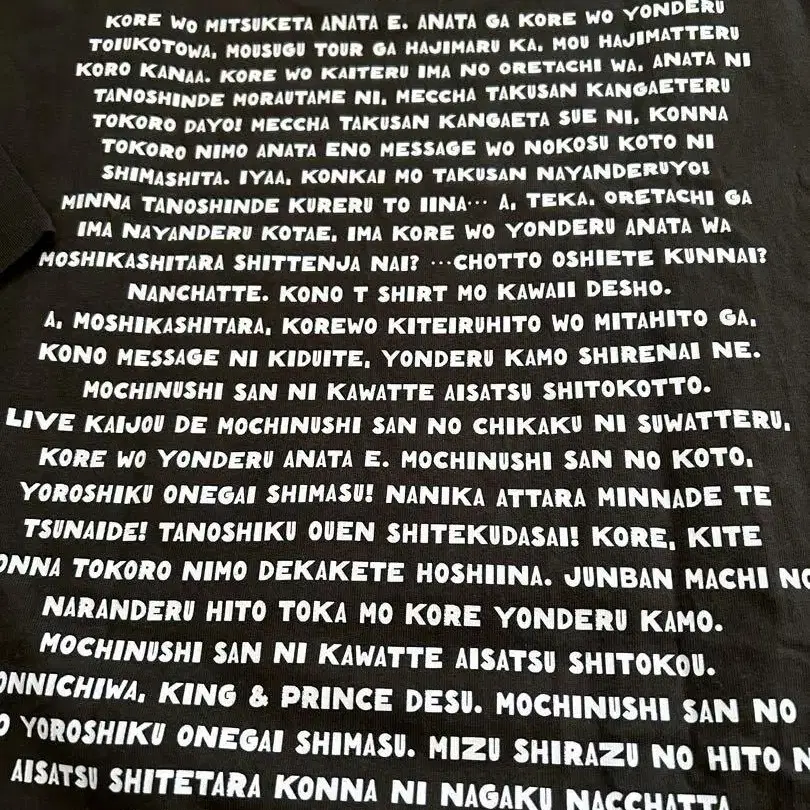 KORE WO MITSUKETA ANATA E. ANATA GA KORE WO YONDERU
TOIUKOTOWA, MOUSUGU TOUR GA HAJIMARU KA, MOU HAJIMATTERU
KORO KANAA. KORE WO KAITERU IMA NO ORETACHI WA, ANATA NI
TANOSHINDE MORAUTAME NI, MECCHA TAKUSAN KANGAETERU
TOKORO DAYO! MECCHA TAKUSAN KANGAETA SUE NI, KONNA
TOKORO NIMO ANATA ENO MESSAGE WO NOKOSU KOTO NI
SHIMASHITA. IYAA, KONKAI MO TAKUSAN NAYANDERUYO!
MINNA TANOSHINDE KURERU TO IINA… A, TEKA, ORETACHI GA
IMA NAYANDERU KOTAE, IMA KORE WO YONDERU ANATA WA
MOSHIKASHITARA SHITTENJA NAI? …CHOTTO OSHIETE KUNNAI?
NANCHATTE. KONO T SHIRT MO KAWAII DESHO.
A, MOSHIKASHITARA, KOREWO KITEIRUHITO WO MITAHITO GA,
KONO MESSAGE NI KIDUITE, YONDERU KAMO SHIRENAI NE.
MOCHINUSHI SAN NI KAWATTE AISATSU SHITOKOTTO.
LIVE KAIJOU DE MOCHINUSHI SAN NO CHIKAKU NI SUWATTERU,
KORE WO YONDERU ANATA E. MOCHINUSHI SAN NO KOTO,
YOROSHIKU ONEGAI SHIMASU! NANIKA ATTARA MINNADE TE
TSUNAIDE! TANOSHIKU OUEN SHITEKUDASAI! KORE, KITE
ONNA TOKORO NIMO DEKAKETE HOSHIINA. JUNBAN MACHI NO
NARANDERU HITO TOKA MO KORE YONDERU KAMO.
MOCHINUSHI SAN NI KAWATTE AISATSU SHITOKOU.
ONNICHIWA, KING & PRINCE DESU. MOCHINUSHI SAN NO
O YOROSHIKU ONEGAI SHIMASU. MIZU SHIRAZU NO HITO N
AISATSU SHITETARA KONNA NI NAGAKU NACCHATTA